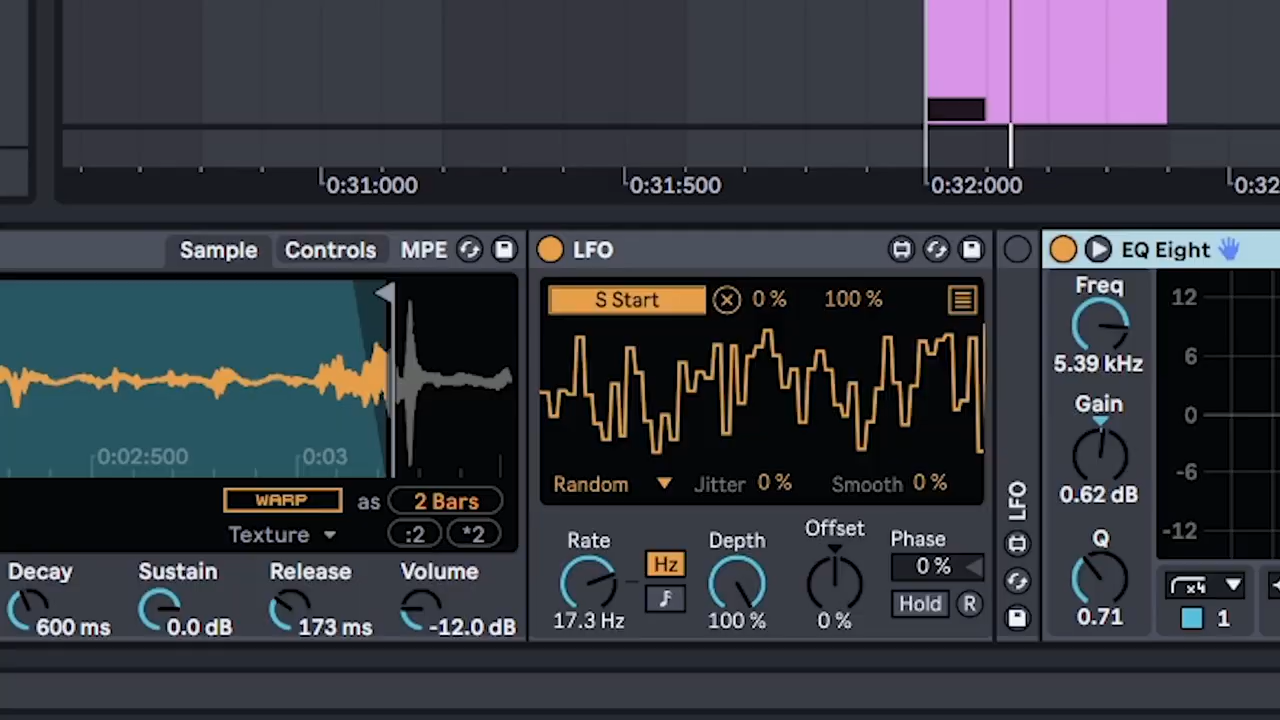 0:31:000 0:31:500 0:32:000 0:32
Sample Controls MPE
0:02:500 0:03
WARP as 2 Bars
Texture :2 *2
Decay Sustain Release Volume
600 ms 0.0 dB 173 ms -12.0 dB
LFO
S Start 0 % 100 %
Random Jitter 0 % Smooth 0 %
Rate Depth Offset Phase
Hz 0 %
Hold R
17.3 Hz 100 % 0 %
LFO
EQ Eight
Freq
5.39 kHz
Gain
0.62 dB
Q
0.71
12
6
0
-6
-12
x4
1